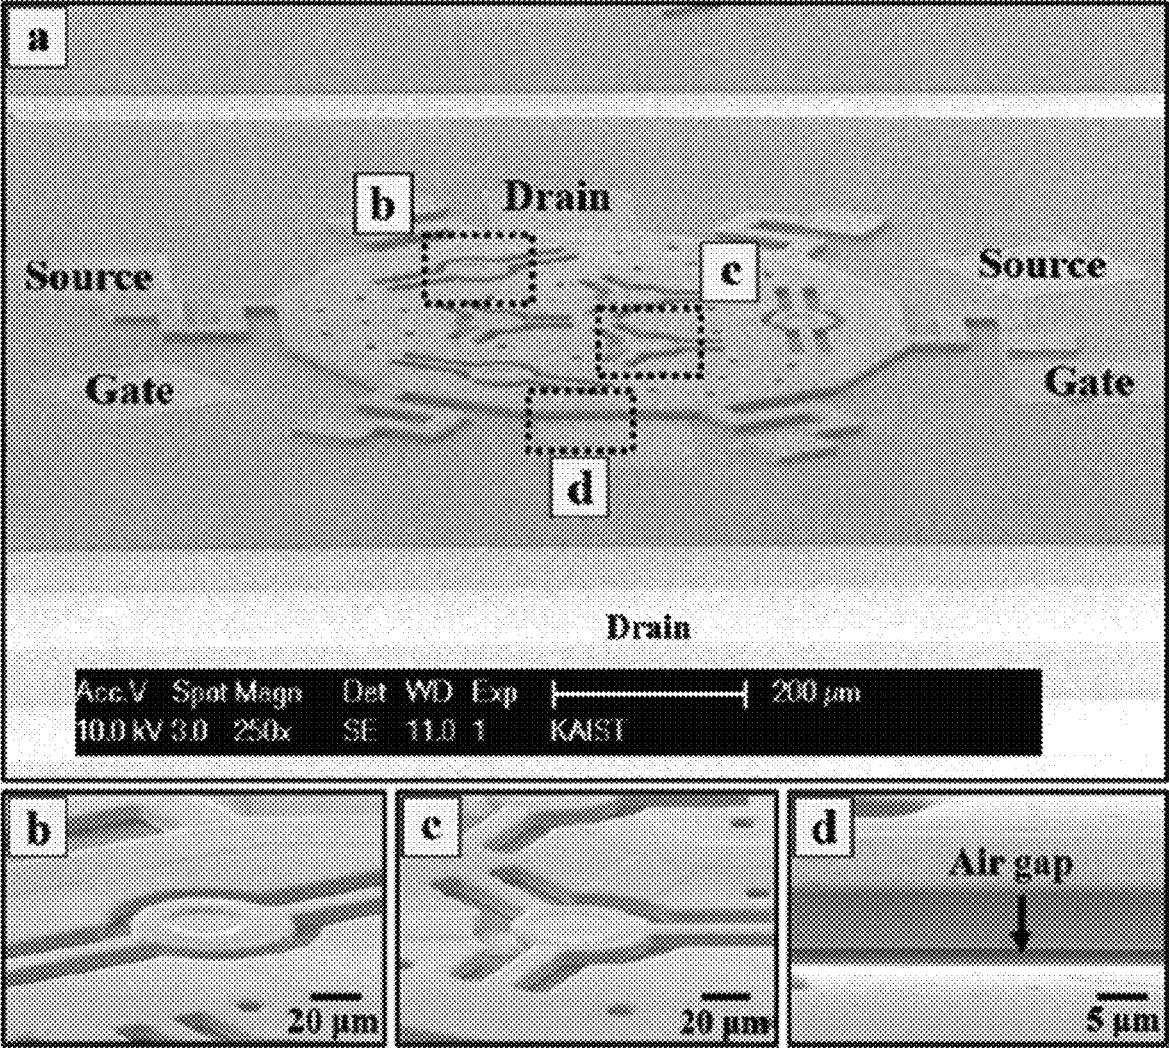 a
b
Drain
c
Source
Source
Gate
Gate
d
Drain
Acc.V Spot Magn Det WD Exp 200 μm
10.0 kV 3.0 250x SE 11.0 1 KAIST
b
c
d
Air gap
20 μm
20 μm
5 μm